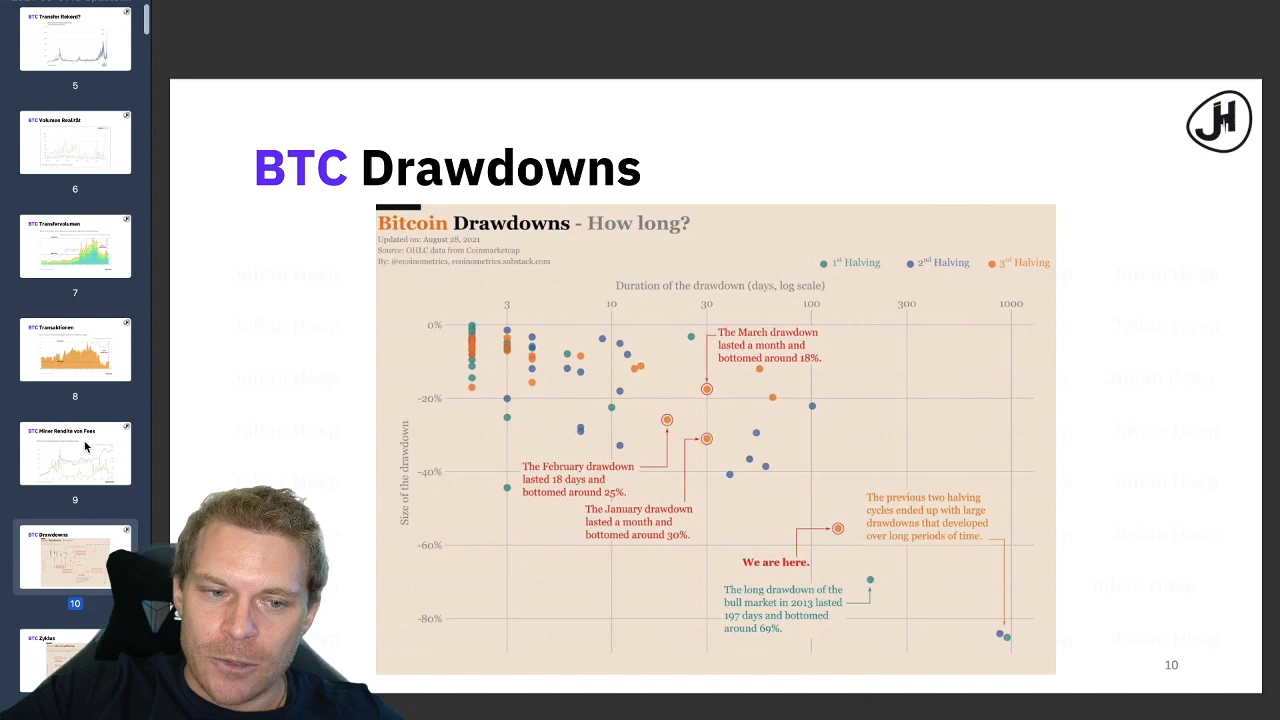 BTC Transfer Rekord?
5
BTC Volumen Realität
6
BTC Transfervolumen
7
BTC Transaktionen
8
BTC Miner Rendite von Fees
9
BTC Drawdowns
10
BTC Zyklus
JH
BTC Drawdowns
Bitcoin Drawdowns - How long?
Updated on: August 28, 2021
Source: OHLC data from Coinmarketcap
By: @ecoinometrics, ecoinometrics.substack.com
1st Halving 2nd Halving 3rd Halving
Duration of the drawdown (days, log scale)
3 10 30 100 300 1000
0%
-20%
-40%
-60%
-80%
Size of the drawdown
The March drawdown
lasted a month and
bottomed around 18%.
The February drawdown
lasted 18 days and
bottomed around 25%.
The January drawdown
lasted a month and
bottomed around 30%.
The previous two halving
cycles ended up with large
drawdowns that developed
over long periods of time.
We are here.
The long drawdown of the
bull market in 2013 lasted
197 days and bottomed
around 69%.
10
Julian Hosp